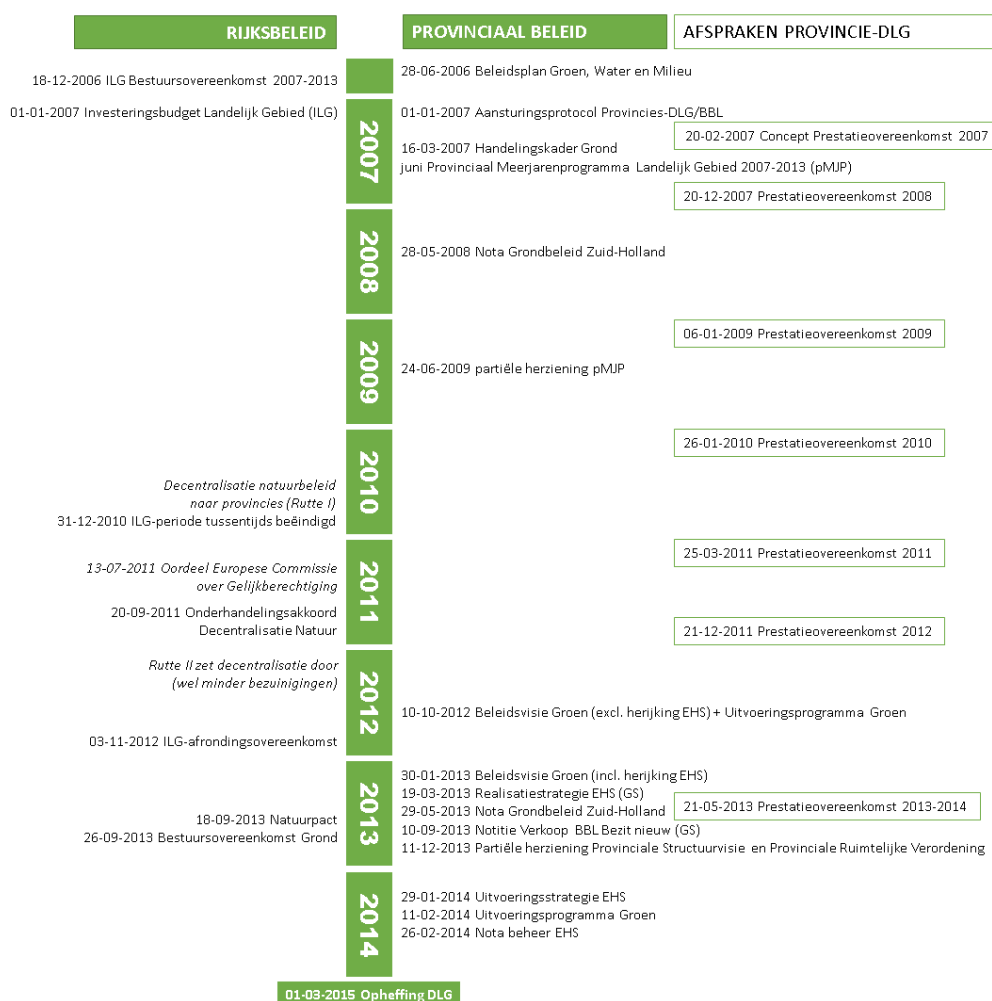 RIJKSBELEID
PROVINCIAAL BELEID
AFSPRAKEN PROVINCIE-DLG
18-12-2006 ILG Bestuursovereenkomst 2007-2013
28-06-2006 Beleidsplan Groen, Water en Milieu
2007
01-01-2007 Investeringsbudget Landelijk Gebied (ILG)
01-01-2007 Aansturingsprotocol Provincies-DLG/BBL
20-02-2007 Concept Prestatieovereenkomst 2007
16-03-2007 Handelingskader Grond
juni Provinciaal Meerjarenprogramma Landelijk Gebied 2007-2013 (pMJP)
20-12-2007 Prestatieovereenkomst 2008
2008
28-05-2008 Nota Grondbeleid Zuid-Holland
2009
06-01-2009 Prestatieovereenkomst 2009
24-06-2009 partiële herziening pMJP
2010
26-01-2010 Prestatieovereenkomst 2010
Decentralisatie natuurbeleid
naar provincies (Rutte I)
31-12-2010 ILG-periode tussentijds beëindigd
2011
25-03-2011 Prestatieovereenkomst 2011
13-07-2011 Oordeel Europese Commissie
over Gelijkberechtiging
20-09-2011 Onderhandelingsakkoord
Decentralisatie Natuur
21-12-2011 Prestatieovereenkomst 2012
2012
Rutte II zet decentralisatie door
(wel minder bezuinigingen)
10-10-2012 Beleidsvisie Groen (excl. herijking EHS) + Uitvoeringsprogramma Groen
03-11-2012 ILG-afrondingsovereenkomst
2013
30-01-2013 Beleidsvisie Groen (incl. herijking EHS)
19-03-2013 Realisatiestrategie EHS (GS)
29-05-2013 Nota Grondbeleid Zuid-Holland
21-05-2013 Prestatieovereenkomst 2013-2014
18-09-2013 Natuurpact
10-09-2013 Notitie Verkoop BBL Bezit nieuw (GS)
26-09-2013 Bestuursovereenkomst Grond
11-12-2013 Partiële herziening Provinciale Structuurvisie en Provinciale Ruimtelijke Verordening
2014
29-01-2014 Uitvoeringsstrategie EHS
11-02-2014 Uitvoeringsprogramma Groen
26-02-2014 Nota beheer EHS
01-03-2015 Opheffing DLG